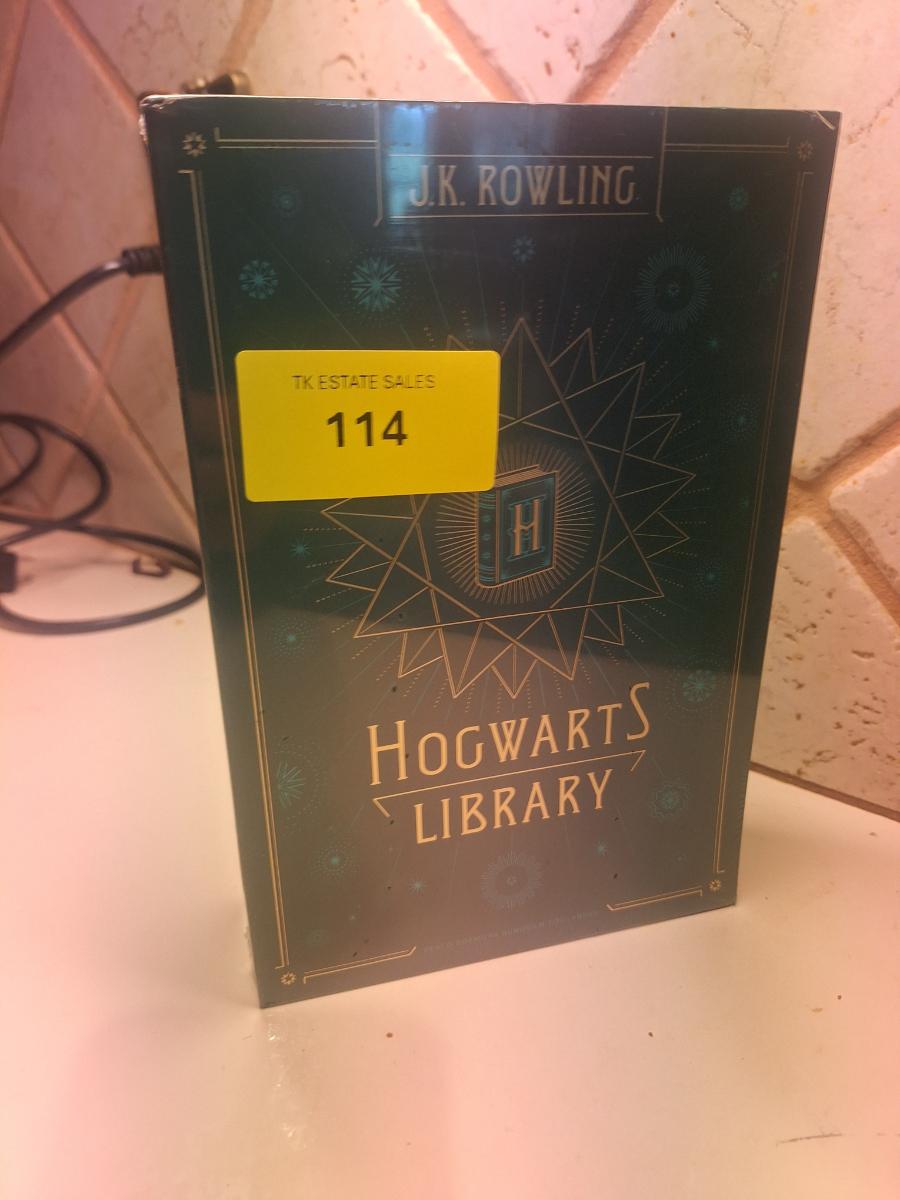 J.K. ROWLING
TK ESTATE SALES
114
H
HOGWARTS
LIBRARY